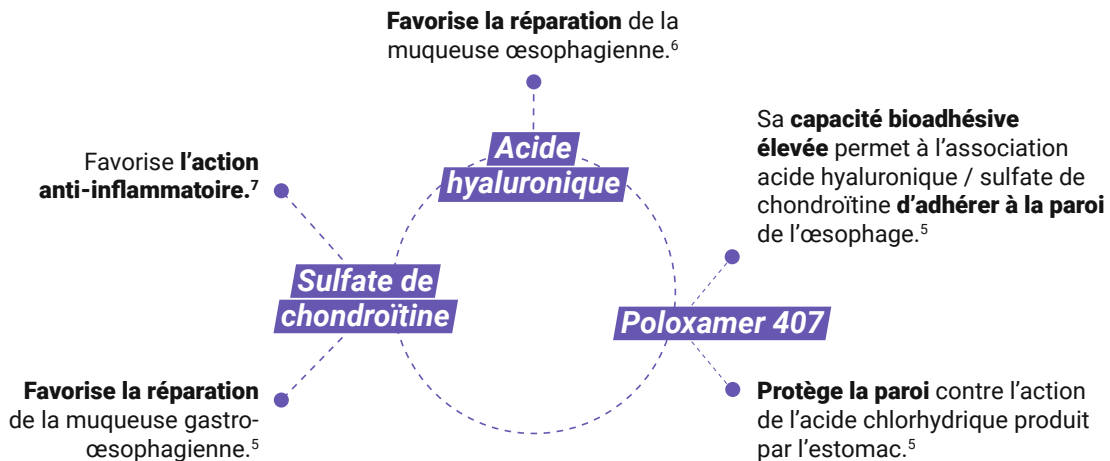 Favorise la réparation de la
muqueuse œsophagienne.⁶
Acide
hyaluronique
Favorise l’action
anti-inflammatoire.⁷
Sulfate de
chondroïtine
Favorise la réparation
de la muqueuse gastro-
œsophagienne.⁵
Sa capacité bioadhésive
élevée permet à l’association
acide hyaluronique / sulfate de
chondroïtine d’adhérer à la paroi
de l’œsophage.⁵
Poloxamer 407
Protège la paroi contre l’action
de l’acide chlorhydrique produit
par l’estomac.⁵